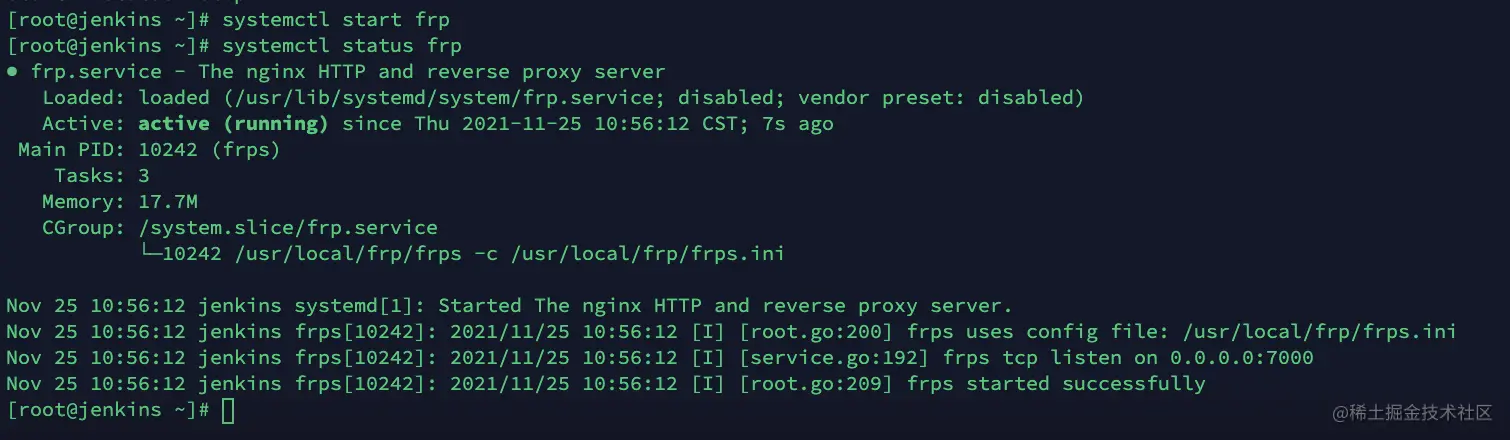 [root@jenkins ~]# systemctl start frp
[root@jenkins ~]# systemctl status frp
● frp.service - The nginx HTTP and reverse proxy server
   Loaded: loaded (/usr/lib/systemd/system/frp.service; disabled; vendor preset: disabled)
   Active: active (running) since Thu 2021-11-25 10:56:12 CST; 7s ago
 Main PID: 10242 (frps)
    Tasks: 3
   Memory: 17.7M
   CGroup: /system.slice/frp.service
           └─10242 /usr/local/frp/frps -c /usr/local/frp/frps.ini

Nov 25 10:56:12 jenkins systemd[1]: Started The nginx HTTP and reverse proxy server.
Nov 25 10:56:12 jenkins frps[10242]: 2021/11/25 10:56:12 [I] [root.go:200] frps uses config file: /usr/local/frp/frps.ini
Nov 25 10:56:12 jenkins frps[10242]: 2021/11/25 10:56:12 [I] [service.go:192] frps tcp listen on 0.0.0.0:7000
Nov 25 10:56:12 jenkins frps[10242]: 2021/11/25 10:56:12 [I] [root.go:209] frps started successfully
[root@jenkins ~]#
@稀土掘金技术社区